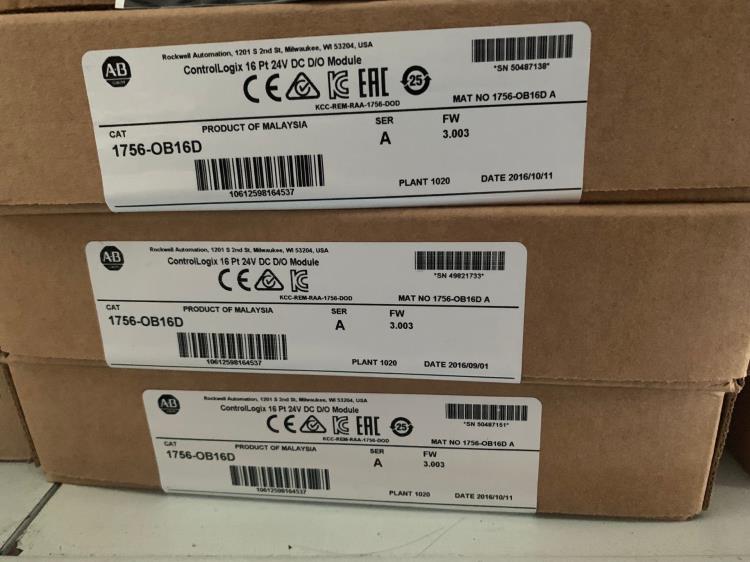 Rockwell Automation, 1201 S 2nd St, Milwaukee, WI 53204, USA
ControlLogix 16 Pt 24V DC D/O Module
AB
CE KC EAC 25
KCC-REM-RAA-1756-DOD
*SN 50487138*
MAT NO 1756-OB16D A
CAT
PRODUCT OF MALAYSIA
SER
FW
1756-OB16D
A
3.003
10612598164537
PLANT 1020
DATE 2016/10/11
Rockwell Automation, 1201 S 2nd St, Milwaukee, WI 53204, USA
ControlLogix 16 Pt 24V DC D/O Module
AB
CE KC
KCC-REM-RAA-1756-DOD
*SN 49821733*
MAT NO 1756-OB16D A
CAT
PRODUCT OF MALAYSIA
SER
FW
1756-OB16D
A
3.003
10612598164537
PLANT 1020
DATE 2016/09/01
Rockwell Automation, 1201 S 2nd St, Milwaukee, WI 53204, USA
ControlLogix 16 Pt 24V DC D/O Module
AB
CE KC EAC 25
KCC-REM-RAA-1756-DOD
*SN 50487151*
MAT NO 1756-OB16D A
CAT
PRODUCT OF MALAYSIA
SER
FW
1756-OB16D
A
3.003
10612598164537
PLANT 1020
DATE 2016/10/11